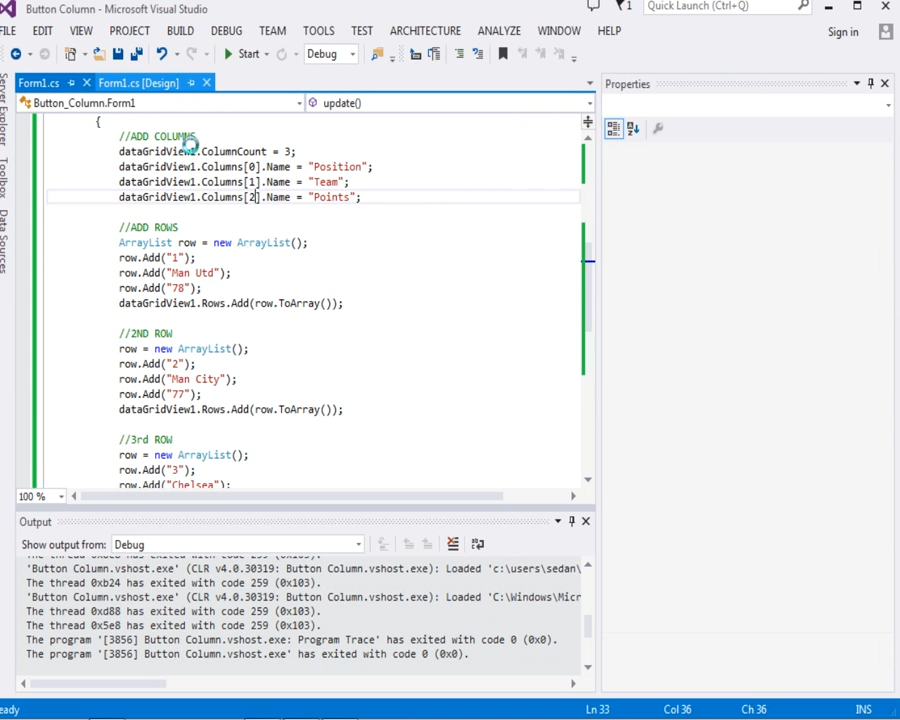 Button Column - Microsoft Visual Studio
1
Quick Launch (Ctrl+Q)
FILE EDIT VIEW PROJECT BUILD DEBUG TEAM TOOLS TEST ARCHITECTURE ANALYZE WINDOW HELP
Sign in
Start Debug
Form1.cs Form1.cs [Design]
Button_Column.Form1 update()
Properties
Server Explorer
Toolbox
Data Sources
{
//ADD COLUMNS
dataGridView1.ColumnCount = 3;
dataGridView1.Columns[0].Name = "Position";
dataGridView1.Columns[1].Name = "Team";
dataGridView1.Columns[2].Name = "Points";
//ADD ROWS
ArrayList row = new ArrayList();
row.Add("1");
row.Add("Man Utd");
row.Add("78");
dataGridView1.Rows.Add(row.ToArray());
//2ND ROW
row = new ArrayList();
row.Add("2");
row.Add("Man City");
row.Add("77");
dataGridView1.Rows.Add(row.ToArray());
//3rd ROW
row = new ArrayList();
row.Add("3");
row.Add("Chelsea");
100 %
Output
Show output from: Debug
'Button Column.vshost.exe' (CLR v4.0.30319: Button Column.vshost.exe): Loaded 'c:\users\sedan\
The thread 0xb24 has exited with code 259 (0x103).
'Button Column.vshost.exe' (CLR v4.0.30319: Button Column.vshost.exe): Loaded 'C:\Windows\Micr
The thread 0xd88 has exited with code 259 (0x103).
The thread 0x5e8 has exited with code 259 (0x103).
The program '[3856] Button Column.vshost.exe: Program Trace' has exited with code 0 (0x0).
The program '[3856] Button Column.vshost.exe' has exited with code 0 (0x0).
eady Ln 33 Col 36 Ch 36 INS